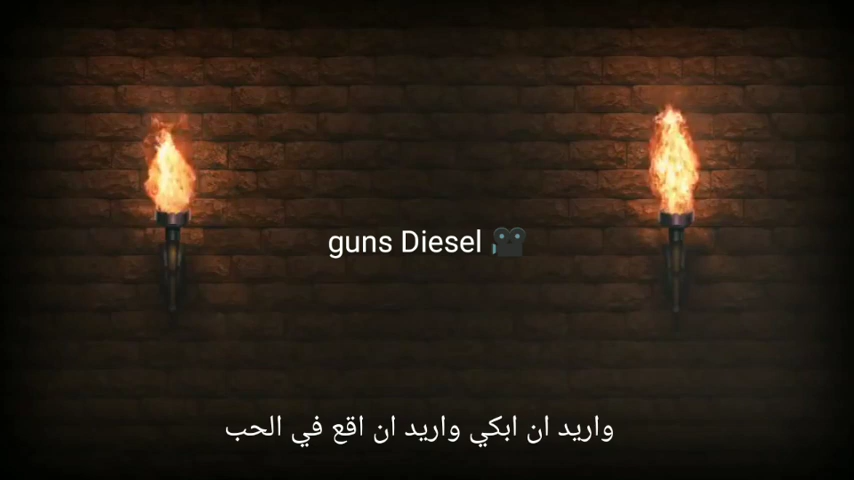 guns Diesel 🎥
واريد ان ابكي واريد ان اقع في الحب